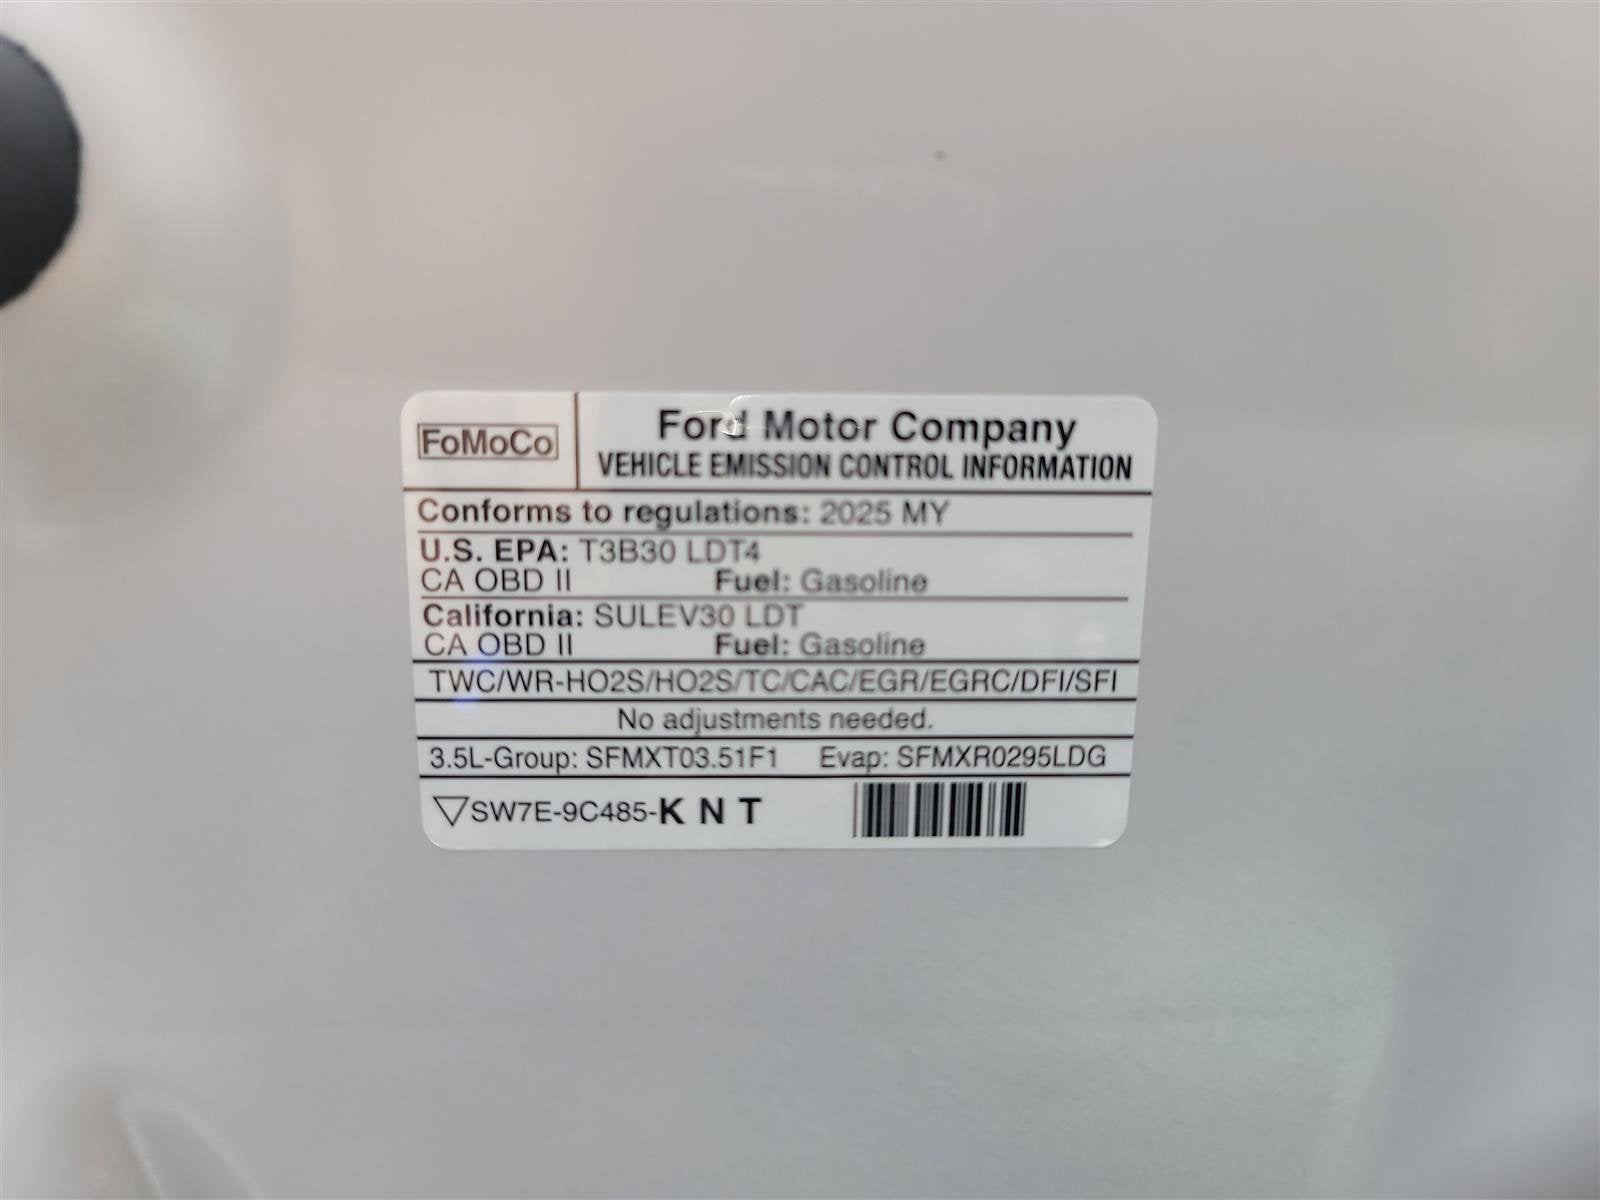 FoMoCo
Ford Motor Company
VEHICLE EMISSION CONTROL INFORMATION
Conforms to regulations: 2025 MY
U.S. EPA: T3B30 LDT4
CA OBD II Fuel: Gasoline
California: SULEV30 LDT
CA OBD II Fuel: Gasoline
TWC/WR-HO2S/HO2S/TC/CAC/EGR/EGRC/DFI/SFI
No adjustments needed.
3.5L-Group: SFMXT03.51F1 Evap: SFMXR0295LDG
SW7E-9C485-K N T